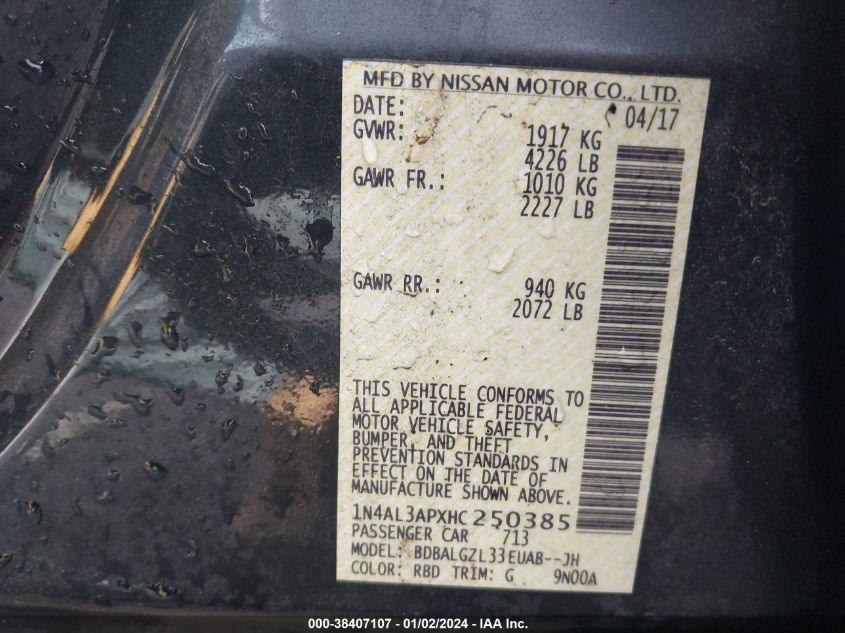 MFD BY NISSAN MOTOR CO., LTD.
DATE: 04/17
GVWR: 1917 KG
4226 LB
GAWR FR.: 1010 KG
2227 LB
GAWR RR.: 940 KG
2072 LB
THIS VEHICLE CONFORMS TO
ALL APPLICABLE FEDERAL
MOTOR VEHICLE SAFETY,
BUMPER, AND THEFT
PREVENTION STANDARDS IN
EFFECT ON THE DATE OF
MANUFACTURE SHOWN ABOVE.
1N4AL3APXHC250385
PASSENGER CAR 713
MODEL: BDBALGZL33EUAB--JH
COLOR: RBD TRIM: G 9N00A
000-38407107 - 01/02/2024 - IAA Inc.